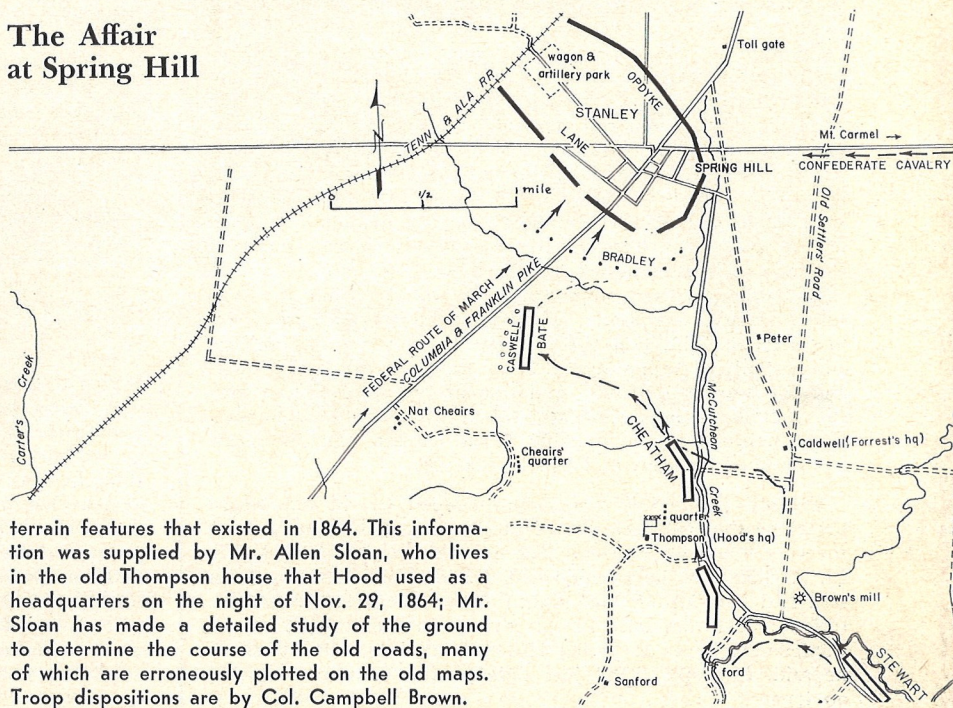 The Affair
at Spring Hill
Toll gate
wagon &
artillery park
OPDYKE
STANLEY
TENN & ALA RR
LANE
Mt. Carmel
SPRING HILL
CONFEDERATE CAVALRY
N
0
1/2
mile
Old Settlers' Road
BRADLEY
FEDERAL ROUTE OF MARCH
COLUMBIA & FRANKLIN PIKE
CASWELL
BATE
Peter
Carter's Creek
Nat Cheairs
McCutcheon Creek
CHEATHAM
Caldwell (Forrest's hq)
Cheairs'
quarter
quarter
Thompson (Hood's hq)
Brown's mill
STEWART
ford
Sanford
terrain features that existed in 1864. This informa-
tion was supplied by Mr. Allen Sloan, who lives
in the old Thompson house that Hood used as a
headquarters on the night of Nov. 29, 1864; Mr.
Sloan has made a detailed study of the ground
to determine the course of the old roads, many
of which are erroneously plotted on the old maps.
Troop dispositions are by Col. Campbell Brown.